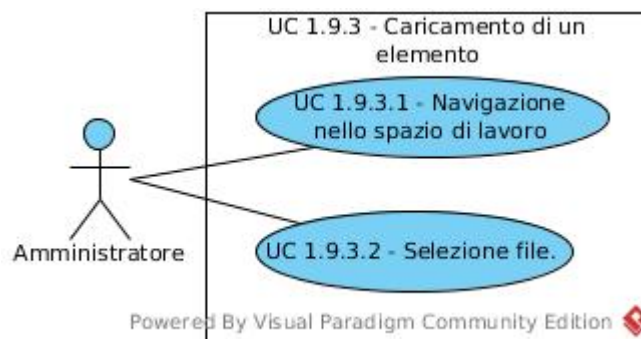 UC 1.9.3 - Caricamento di un
elemento
UC 1.9.3.1 - Navigazione
nello spazio di lavoro
Amministratore
UC 1.9.3.2 - Selezione file.
Powered By Visual Paradigm Community Edition